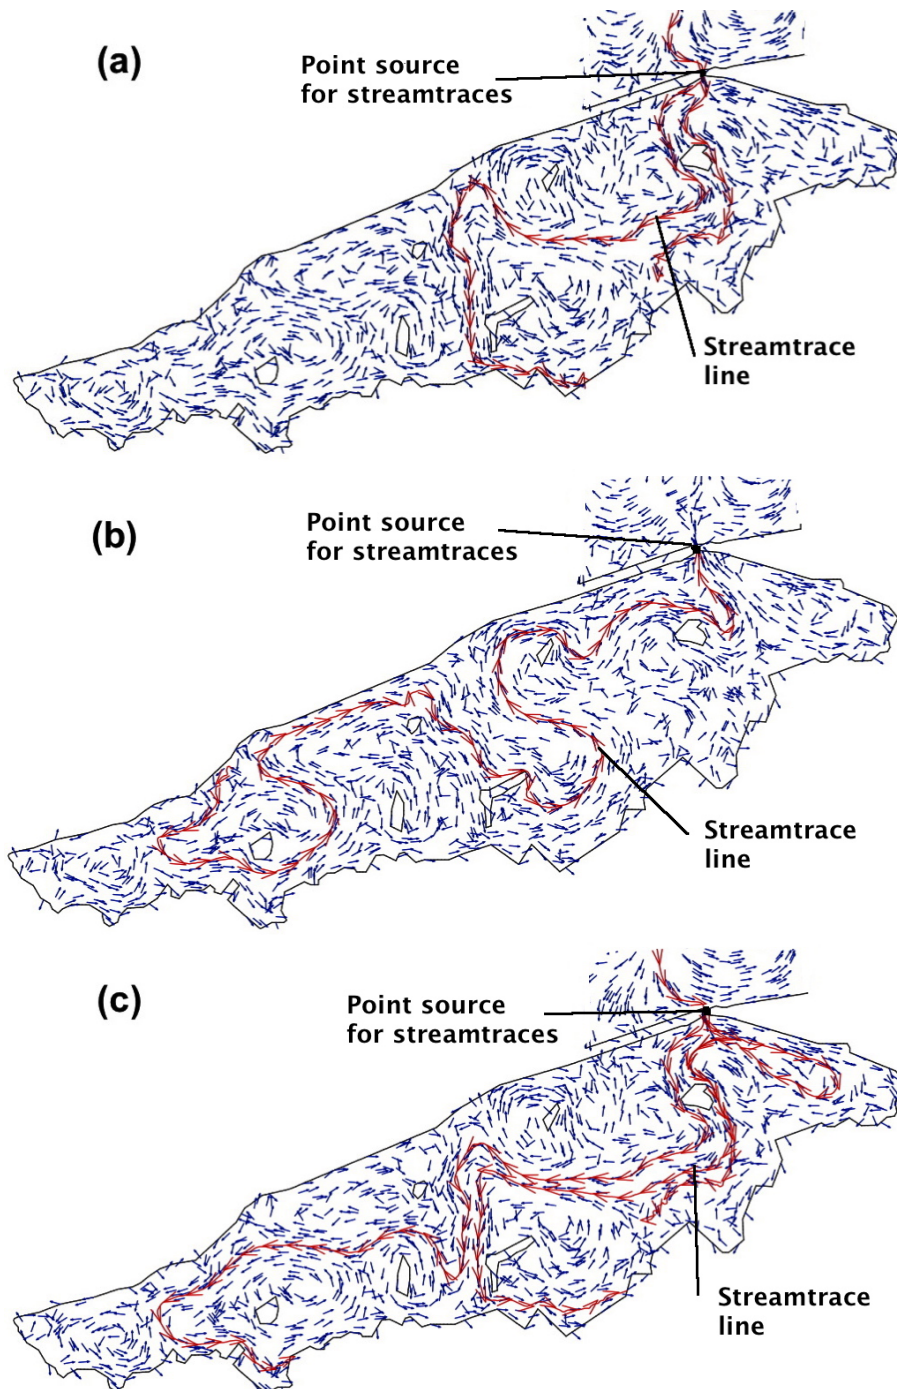 (a)
Point source
for streamtraces
Streamtrace
line
(b)
Point source
for streamtraces
Streamtrace
line
(c)
Point source
for streamtraces
Streamtrace
line